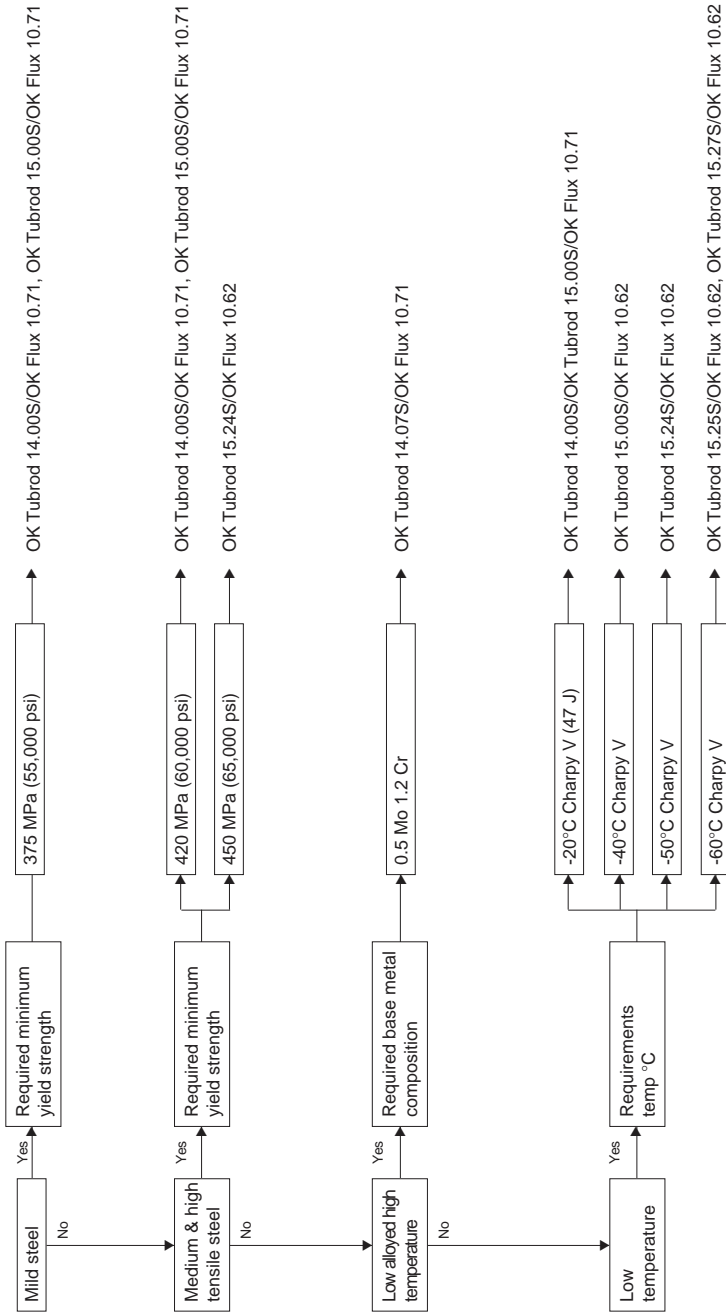 Mild steel
Yes
No
Required minimum
yield strength
375 MPa (55,000 psi)
OK Tubrod 14.00S/OK Flux 10.71, OK Tubrod 15.00S/OK Flux 10.71
Medium & high
tensile steel
Yes
No
Required minimum
yield strength
420 MPa (60,000 psi)
OK Tubrod 14.00S/OK Flux 10.71, OK Tubrod 15.00S/OK Flux 10.71
450 MPa (65,000 psi)
OK Tubrod 15.24S/OK Flux 10.62
Low alloyed high
temperature
Yes
No
Required base metal
composition
0.5 Mo 1.2 Cr
OK Tubrod 14.07S/OK Flux 10.71
Low
temperature
Yes
Requirements
temp °C
-20°C Charpy V (47 J)
OK Tubrod 14.00S/OK Tubrod 15.00S/OK Flux 10.71
-40°C Charpy V
OK Tubrod 15.00S/OK Flux 10.62
-50°C Charpy V
OK Tubrod 15.24S/OK Flux 10.62
-60°C Charpy V
OK Tubrod 15.25S/OK Flux 10.62, OK Tubrod 15.27S/OK Flux 10.62